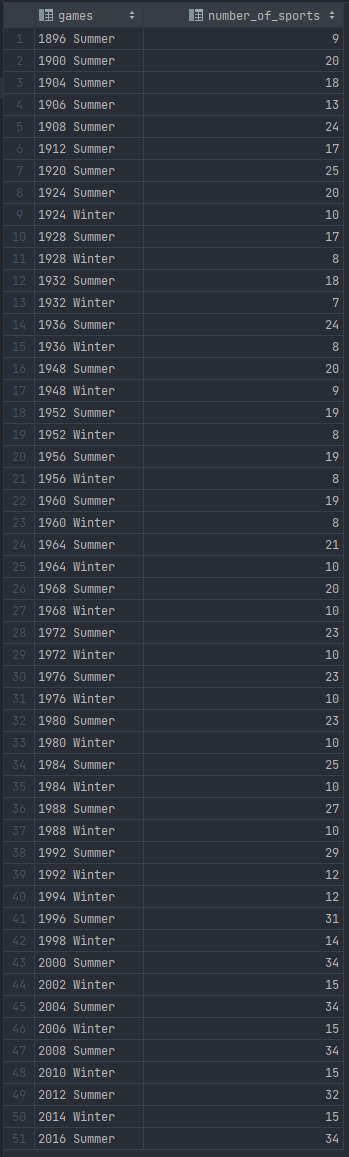 games number_of_sports
1 1896 Summer 9
2 1900 Summer 20
3 1904 Summer 18
4 1906 Summer 13
5 1908 Summer 24
6 1912 Summer 17
7 1920 Summer 25
8 1924 Summer 20
9 1924 Winter 10
10 1928 Summer 17
11 1928 Winter 8
12 1932 Summer 18
13 1932 Winter 7
14 1936 Summer 24
15 1936 Winter 8
16 1948 Summer 20
17 1948 Winter 9
18 1952 Summer 19
19 1952 Winter 8
20 1956 Summer 19
21 1956 Winter 8
22 1960 Summer 19
23 1960 Winter 8
24 1964 Summer 21
25 1964 Winter 10
26 1968 Summer 20
27 1968 Winter 10
28 1972 Summer 23
29 1972 Winter 10
30 1976 Summer 23
31 1976 Winter 10
32 1980 Summer 23
33 1980 Winter 10
34 1984 Summer 25
35 1984 Winter 10
36 1988 Summer 27
37 1988 Winter 10
38 1992 Summer 29
39 1992 Winter 12
40 1994 Winter 12
41 1996 Summer 31
42 1998 Winter 14
43 2000 Summer 34
44 2002 Winter 15
45 2004 Summer 34
46 2006 Winter 15
47 2008 Summer 34
48 2010 Winter 15
49 2012 Summer 32
50 2014 Winter 15
51 2016 Summer 34